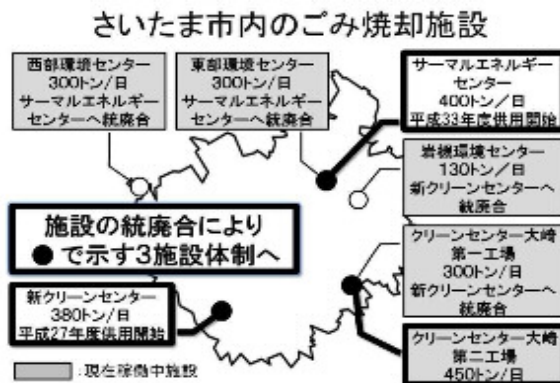 さいたま市内のごみ焼却施設
西部環境センター
300トン/日
サーマルエネルギー
センターへ統廃合
東部環境センター
300トン/日
サーマルエネルギー
センターへ統廃合
サーマルエネルギー
センター
400トン/日
平成33年度供用開始
岩槻環境センター
130トン/日
新クリーンセンターへ
統廃合
施設の統廃合により
●で示す3施設体制へ
クリーンセンター大崎
第一工場
300トン/日
新クリーンセンターへ
統廃合
新クリーンセンター
380トン/日
平成27年度供用開始
クリーンセンター大崎
第二工場
450トン/日
:現在稼働中施設